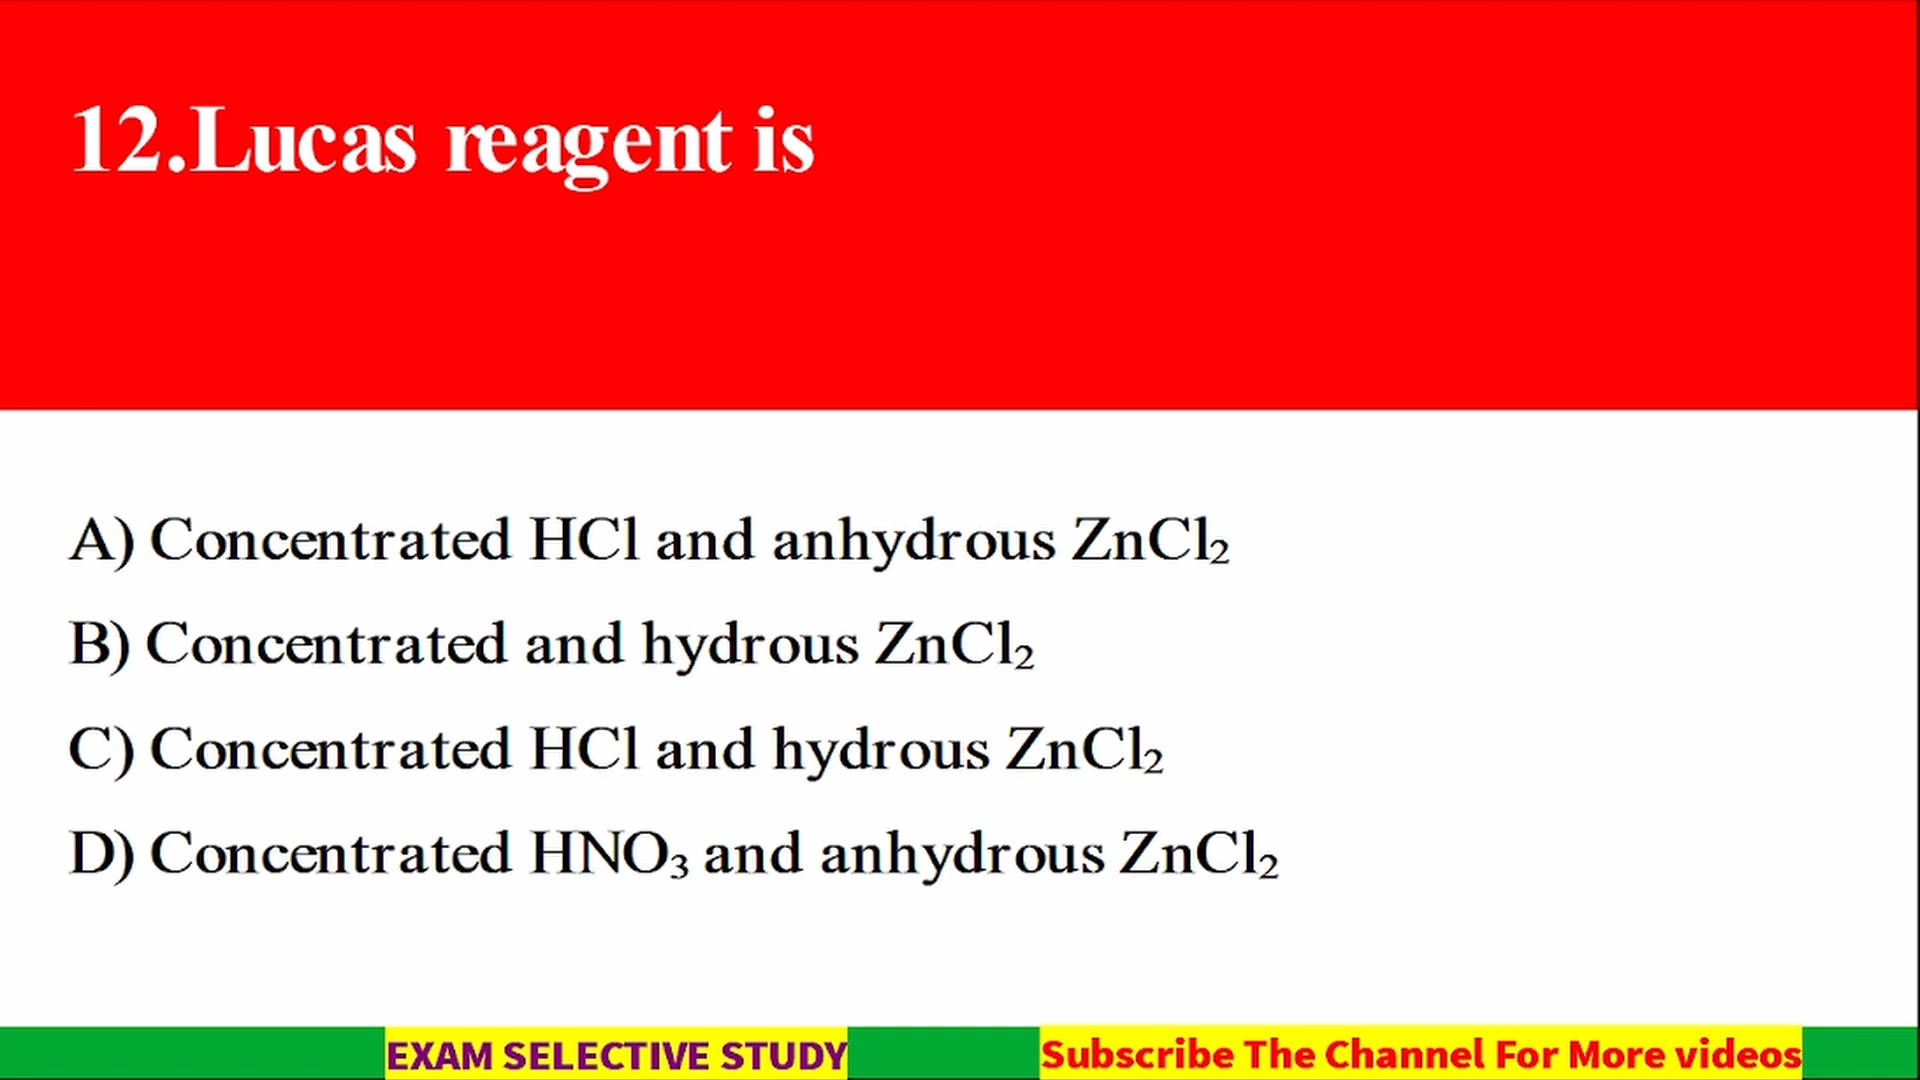 12.Lucas reagent is
A) Concentrated HCl and anhydrous ZnCl₂
B) Concentrated and hydrous ZnCl₂
C) Concentrated HCl and hydrous ZnCl₂
D) Concentrated HNO₃ and anhydrous ZnCl₂
EXAM SELECTIVE STUDY
Subscribe The Channel For More videos